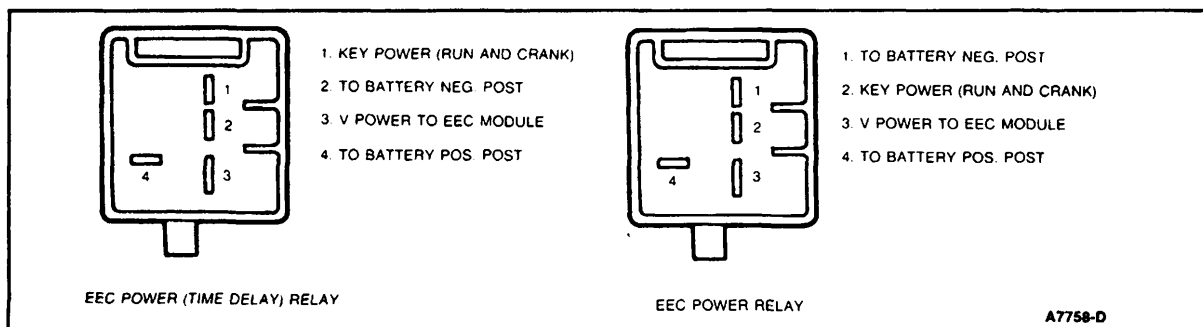 1. KEY POWER (RUN AND CRANK)
2. TO BATTERY NEG. POST
3. V POWER TO EEC MODULE
4. TO BATTERY POS. POST
1
2
3
4
EEC POWER (TIME DELAY) RELAY
1. TO BATTERY NEG. POST
2. KEY POWER (RUN AND CRANK)
3. V POWER TO EEC MODULE
4. TO BATTERY POS. POST
1
2
3
4
EEC POWER RELAY
A7758-D